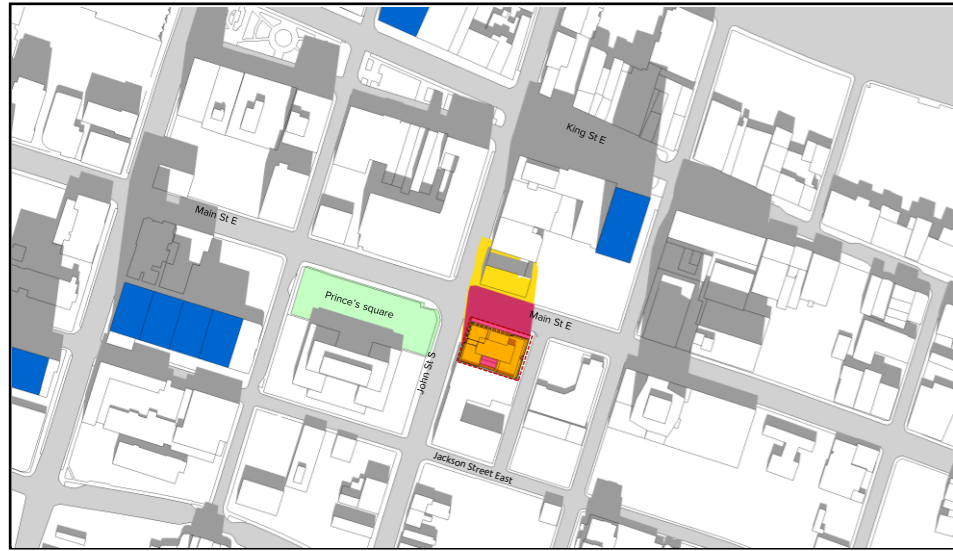 King St E
Main St E
Prince's square
Main St E
John St S
Jackson Street East